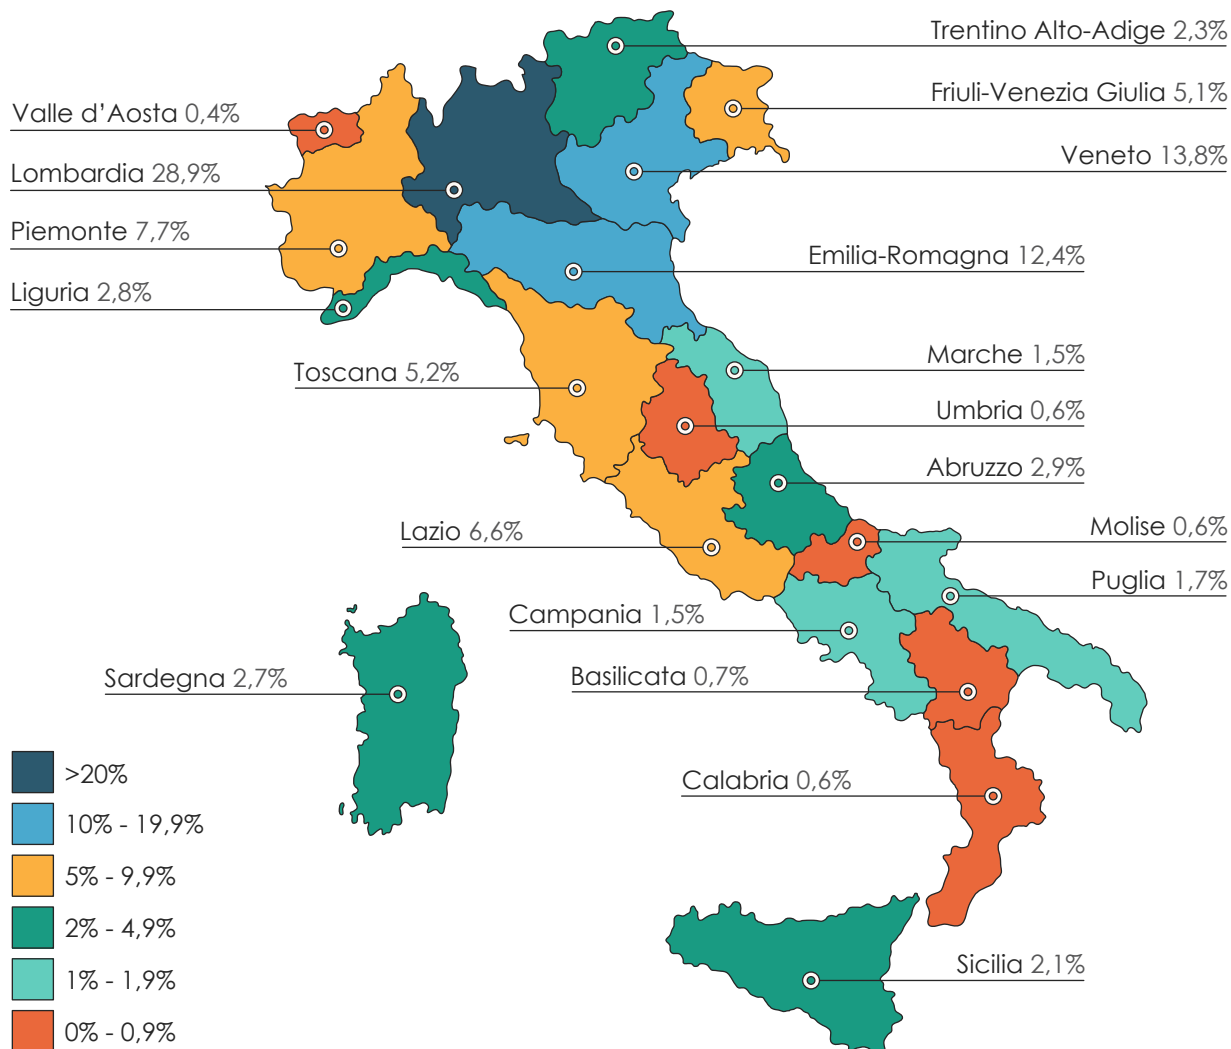 Trentino Alto-Adige 2,3%
Friuli-Venezia Giulia 5,1%
Valle d’Aosta 0,4%
Veneto 13,8%
Lombardia 28,9%
Piemonte 7,7%
Emilia-Romagna 12,4%
Liguria 2,8%
Marche 1,5%
Toscana 5,2%
Umbria 0,6%
Abruzzo 2,9%
Molise 0,6%
Lazio 6,6%
Puglia 1,7%
Campania 1,5%
Basilicata 0,7%
Sardegna 2,7%
Calabria 0,6%
Sicilia 2,1%
>20%
10% - 19,9%
5% - 9,9%
2% - 4,9%
1% - 1,9%
0% - 0,9%